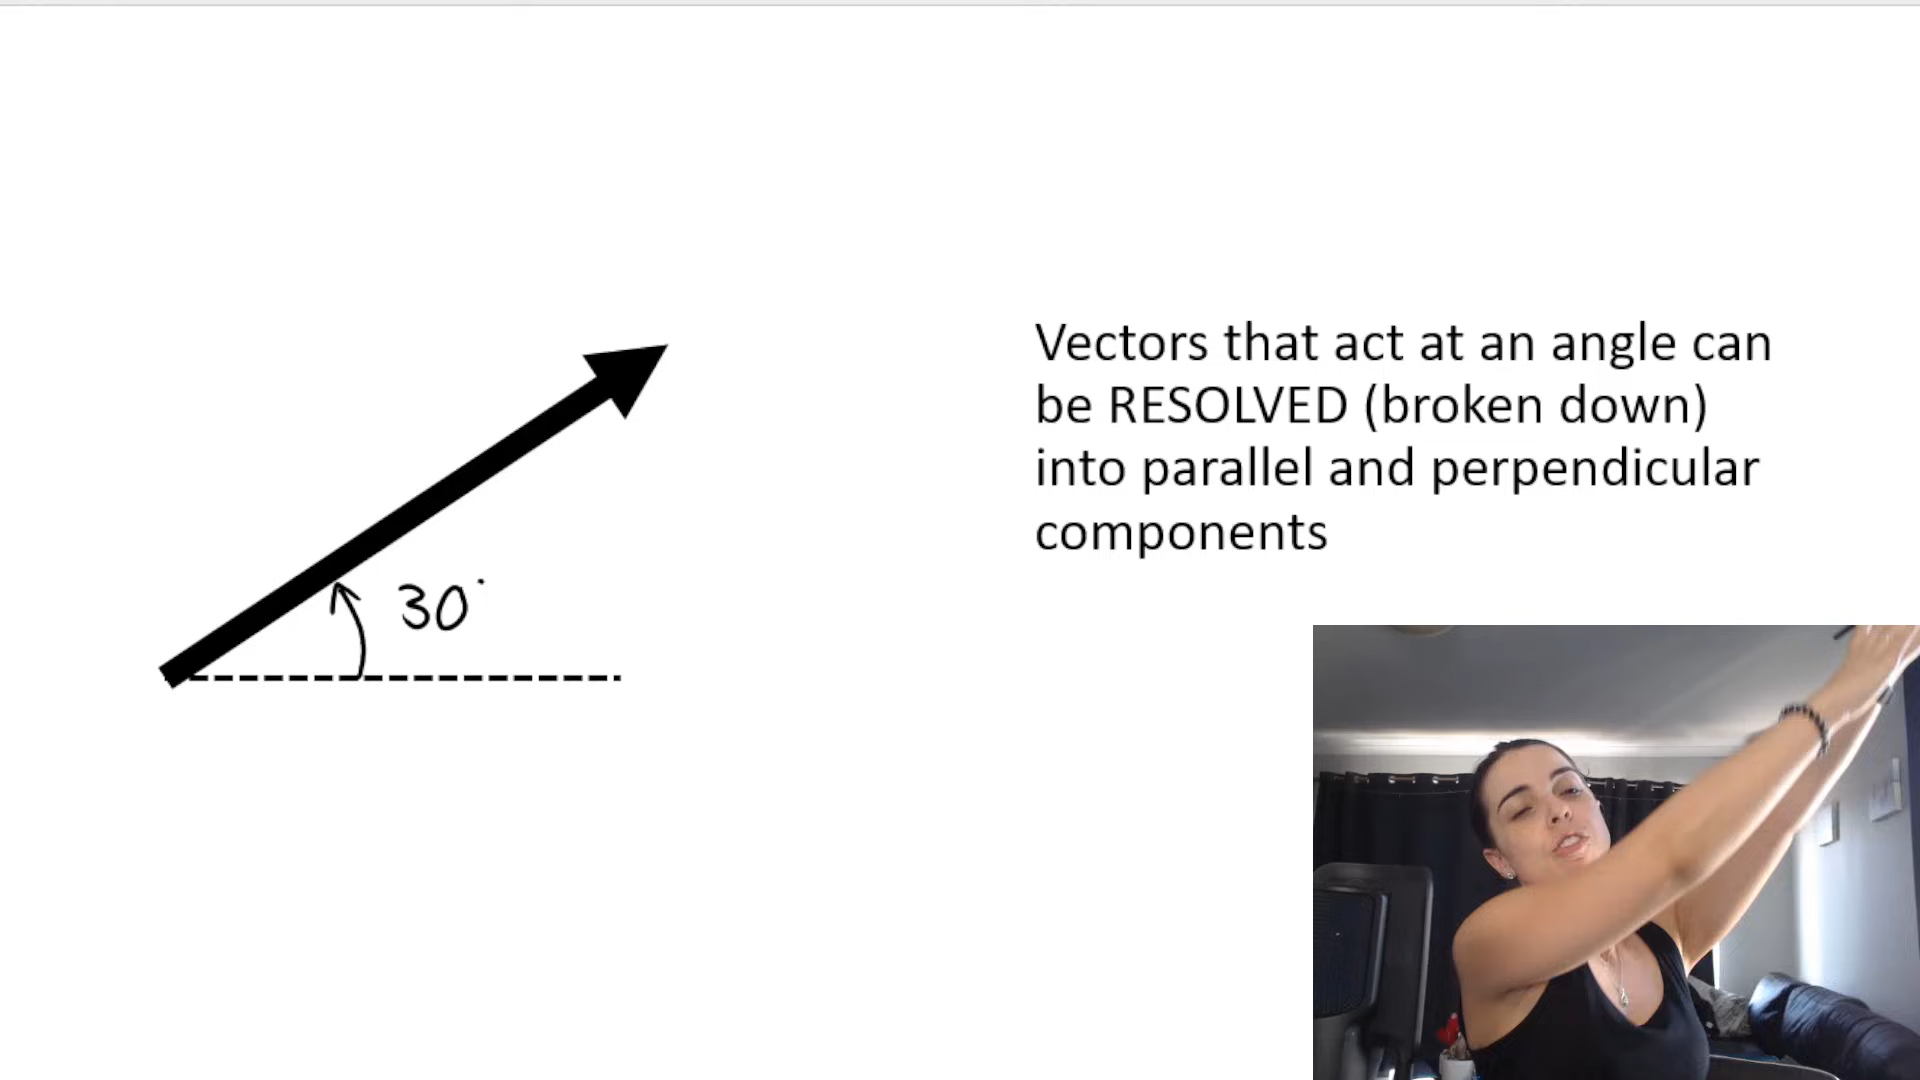 Vectors that act at an angle can
be RESOLVED (broken down)
into parallel and perpendicular
components
30°